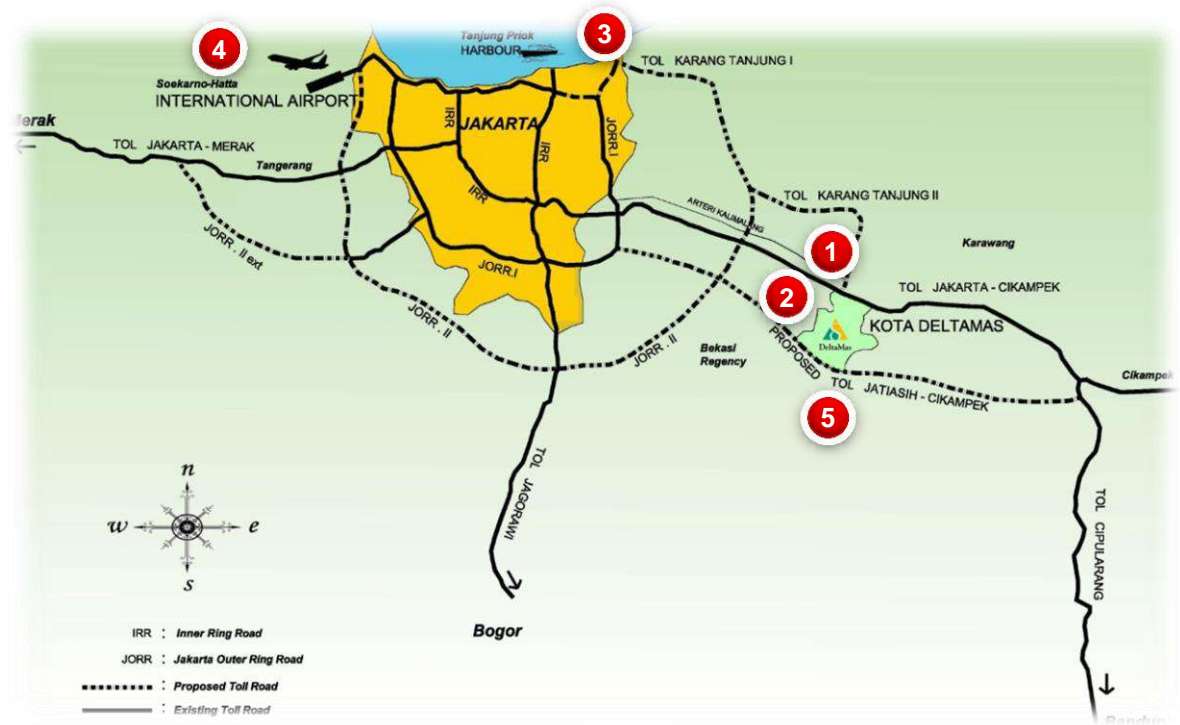 4
3
Tanjung Priok
HARBOUR
TOL KARANG TANJUNG I
Soekarno-Hatta
INTERNATIONAL AIRPORT
Merak
TOL JAKARTA - MERAK
Tangerang
IRR
JAKARTA
IRR
JORR.I
IRR
TOL KARANG TANJUNG II
ARTERI KALIMALANG
JORR . II ext
JORR.I
1
Karawang
2
TOL JAKARTA - CIKAMPEK
KOTA DELTAMAS
DeltaMas
JORR . II
JORR . II
Bekasi
Regency
PROPOSED
TOL JATIASIH - CIKAMPEK
Cikampek
5
TOL JAGORAWI
TOL CIPULARANG
n
w
e
s
Bogor
IRR : Inner Ring Road
JORR : Jakarta Outer Ring Road
: Proposed Toll Road
: Existing Toll Road